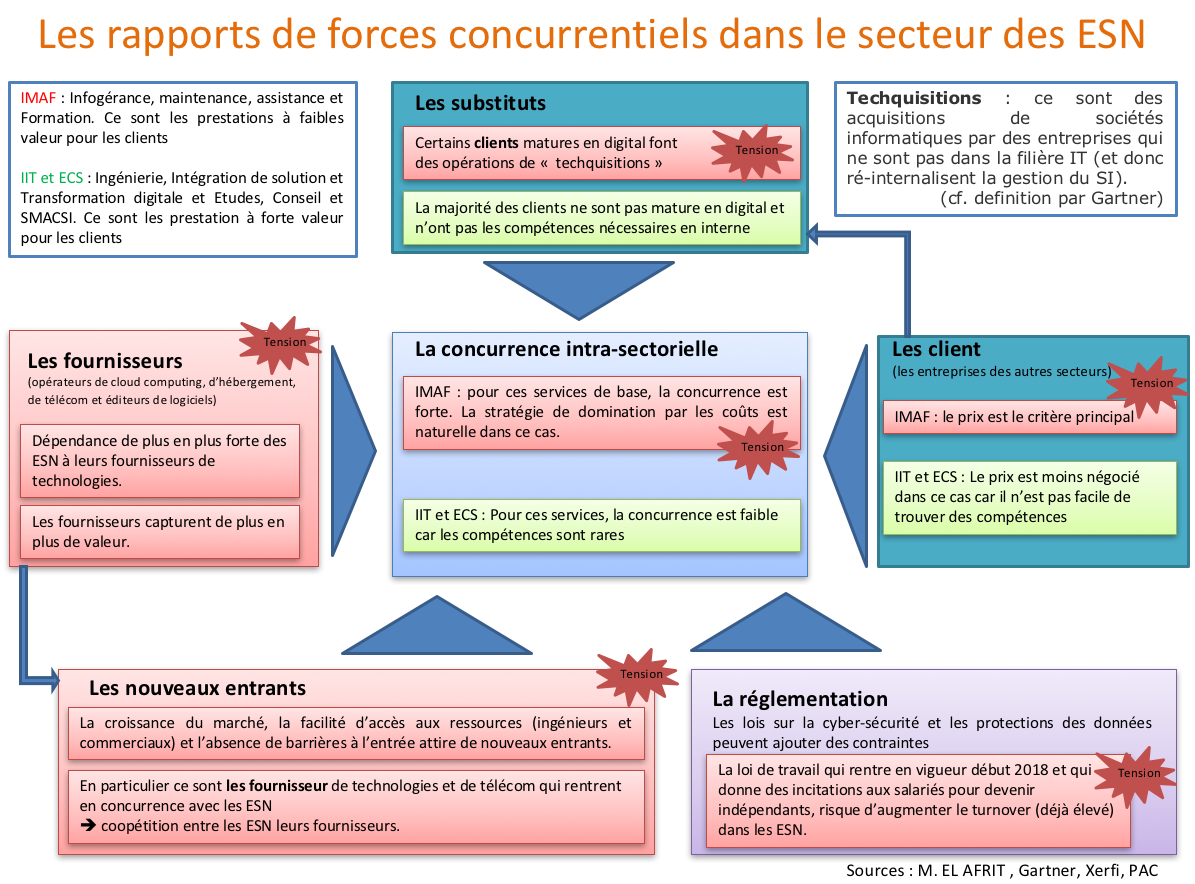 Les rapports de forces concurrentiels dans le secteur des ESN
IMAF : Infogérance, maintenance, assistance et
Formation. Ce sont les prestations à faibles
valeur pour les clients
IIT et ECS : Ingénierie, Intégration de solution et
Transformation digitale et Etudes, Conseil et
SMACSI. Ce sont les prestation à forte valeur
pour les clients
Les substituts
Certains clients matures en digital font
des opérations de « techquisitions »
Tension
La majorité des clients ne sont pas mature en digital et
n’ont pas les compétences nécessaires en interne
Techquisitions : ce sont des
acquisitions de sociétés
informatiques par des entreprises qui
ne sont pas dans la filière IT (et donc
ré-internalisent la gestion du SI).
(cf. definition par Gartner)
Les fournisseurs
Tension
(opérateurs de cloud computing, d’hébergement,
de télécom et éditeurs de logiciels)
Dépendance de plus en plus forte des
ESN à leurs fournisseurs de
technologies.
Les fournisseurs capturent de plus en
plus de valeur.
La concurrence intra-sectorielle
IMAF : pour ces services de base, la concurrence est
forte. La stratégie de domination par les coûts est
naturelle dans ce cas.
Tension
IIT et ECS : Pour ces services, la concurrence est faible
car les compétences sont rares
Les client
(les entreprises des autres secteurs)
Tension
IMAF : le prix est le critère principal
IIT et ECS : Le prix est moins négocié
dans ce cas car il n’est pas facile de
trouver des compétences
Les nouveaux entrants
Tension
La croissance du marché, la facilité d’accès aux ressources (ingénieurs et
commerciaux) et l’absence de barrières à l’entrée attire de nouveaux entrants.
En particulier ce sont les fournisseur de technologies et de télécom qui rentrent
en concurrence avec les ESN
➔ coopétition entre les ESN leurs fournisseurs.
La réglementation
Les lois sur la cyber-sécurité et les protections des données
peuvent ajouter des contraintes
La loi de travail qui rentre en vigueur début 2018 et qui
donne des incitations aux salariés pour devenir
indépendants, risque d’augmenter le turnover (déjà élevé)
dans les ESN.
Tension
Sources : M. EL AFRIT , Gartner, Xerfi, PAC